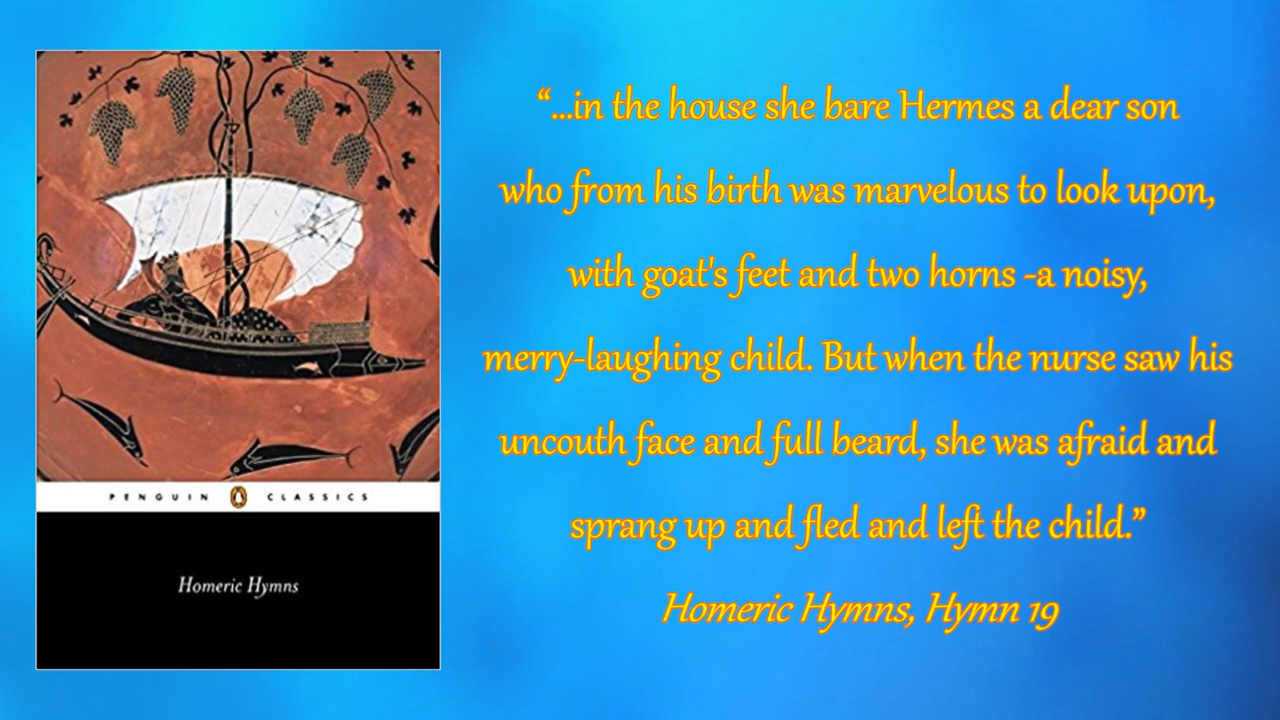 PENGUIN CLASSICS
Homeric Hymns
“...in the house she bare Hermes a dear son
who from his birth was marvelous to look upon,
with goat's feet and two horns -a noisy,
merry-laughing child. But when the nurse saw his
uncouth face and full beard, she was afraid and
sprang up and fled and left the child.”
Homeric Hymns, Hymn 19